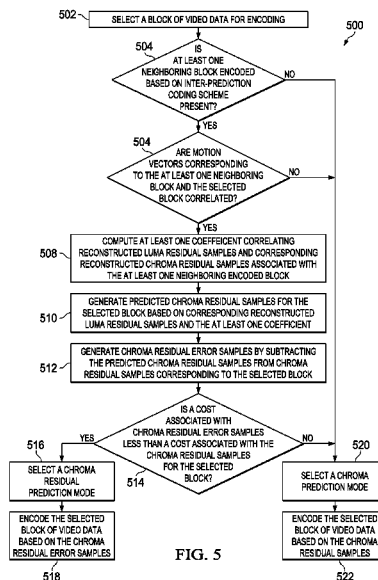 502
SELECT A BLOCK OF VIDEO DATA FOR ENCODING
500
504
IS
AT LEAST ONE
NEIGHBORING BLOCK ENCODED
BASED ON INTER-PREDICTION
CODING SCHEME
PRESENT?
NO
YES
504
ARE MOTION
VECTORS CORRESPONDING
TO THE AT LEAST ONE NEIGHBORING
BLOCK AND THE SELECTED
BLOCK CORRELATED?
NO
YES
508
COMPUTE AT LEAST ONE COEFFICIENT CORRELATING
RECONSTRUCTED LUMA RESIDUAL SAMPLES AND CORRESPONDING
RECONSTRUCTED CHROMA RESIDUAL SAMPLES ASSOCIATED WITH
THE AT LEAST ONE NEIGHBORING ENCODED BLOCK
510
GENERATE PREDICTED CHROMA RESIDUAL SAMPLES FOR THE
SELECTED BLOCK BASED ON CORRESPONDING RECONSTRUCTED
LUMA RESIDUAL SAMPLES AND THE AT LEAST ONE COEFFICIENT
512
GENERATE CHROMA RESIDUAL ERROR SAMPLES BY SUBTRACTING
THE PREDICTED CHROMA RESIDUAL SAMPLES FROM CHROMA
RESIDUAL SAMPLES CORRESPONDING TO THE SELECTED BLOCK
IS A COST
ASSOCIATED WITH
CHROMA RESIDUAL ERROR SAMPLES
LESS THAN A COST ASSOCIATED WITH THE
CHROMA RESIDUAL SAMPLES
FOR THE SELECTED
BLOCK?
514
YES
NO
516
SELECT A CHROMA
RESIDUAL
PREDICTION MODE
520
SELECT A CHROMA
PREDICTION MODE
ENCODE THE SELECTED
BLOCK OF VIDEO DATA
BASED ON THE CHROMA
RESIDUAL ERROR SAMPLES
518
ENCODE THE SELECTED
BLOCK OF VIDEO DATA
BASED ON THE CHROMA
RESIDUAL SAMPLES
522
FIG. 5